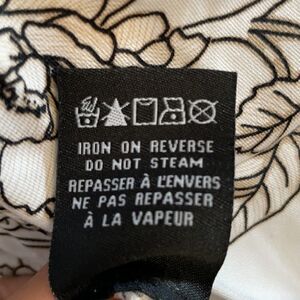 IRON ON REVERSE
DO NOT STEAM
REPASSER À L'ENVERS
NE PAS REPASSER
À LA VAPEUR